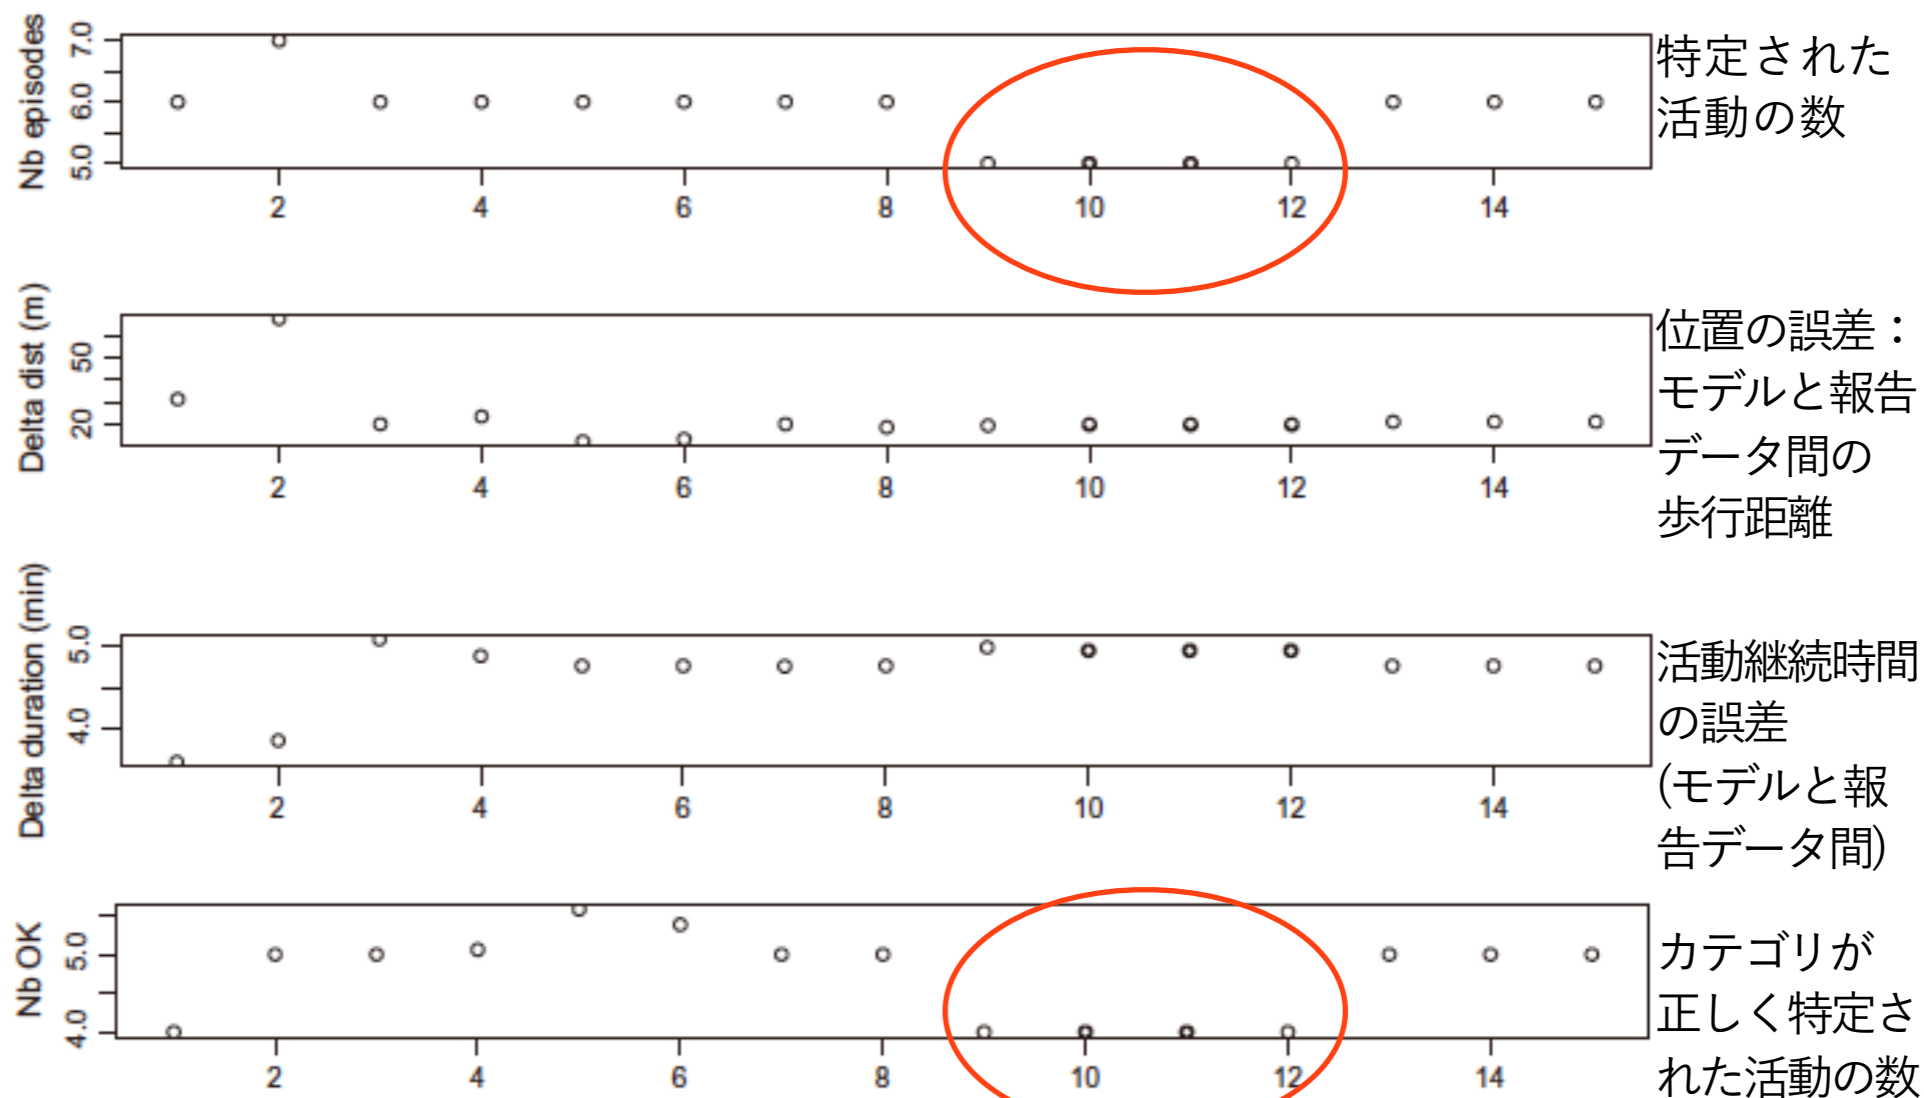 Nb episodes
7.0
6.0
5.0
2 4 6 8 10 12 14
特定された
活動の数
Delta dist (m)
50
20
2 4 6 8 10 12 14
位置の誤差：
モデルと報告
データ間の
歩行距離
Delta duration (min)
5.0
4.0
2 4 6 8 10 12 14
活動継続時間
の誤差
(モデルと報
告データ間)
Nb OK
5.0
4.0
2 4 6 8 10 12 14
カテゴリが
正しく特定さ
れた活動の数